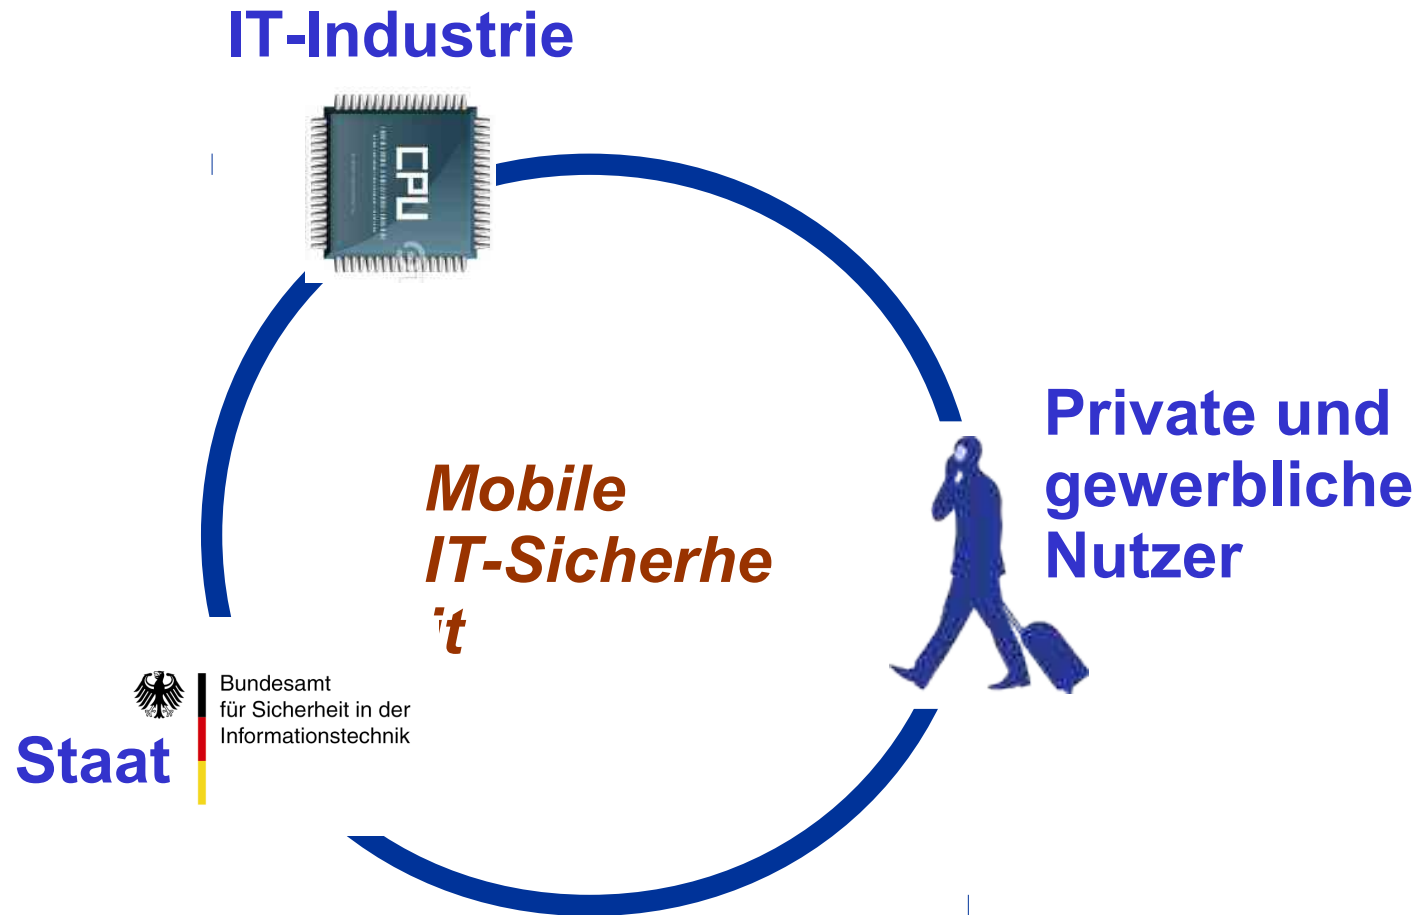 IT-Industrie
CPU
Private und
gewerbliche
Nutzer
Mobile
IT-Sicherhe
it
Bundesamt
für Sicherheit in der
Informationstechnik
Staat